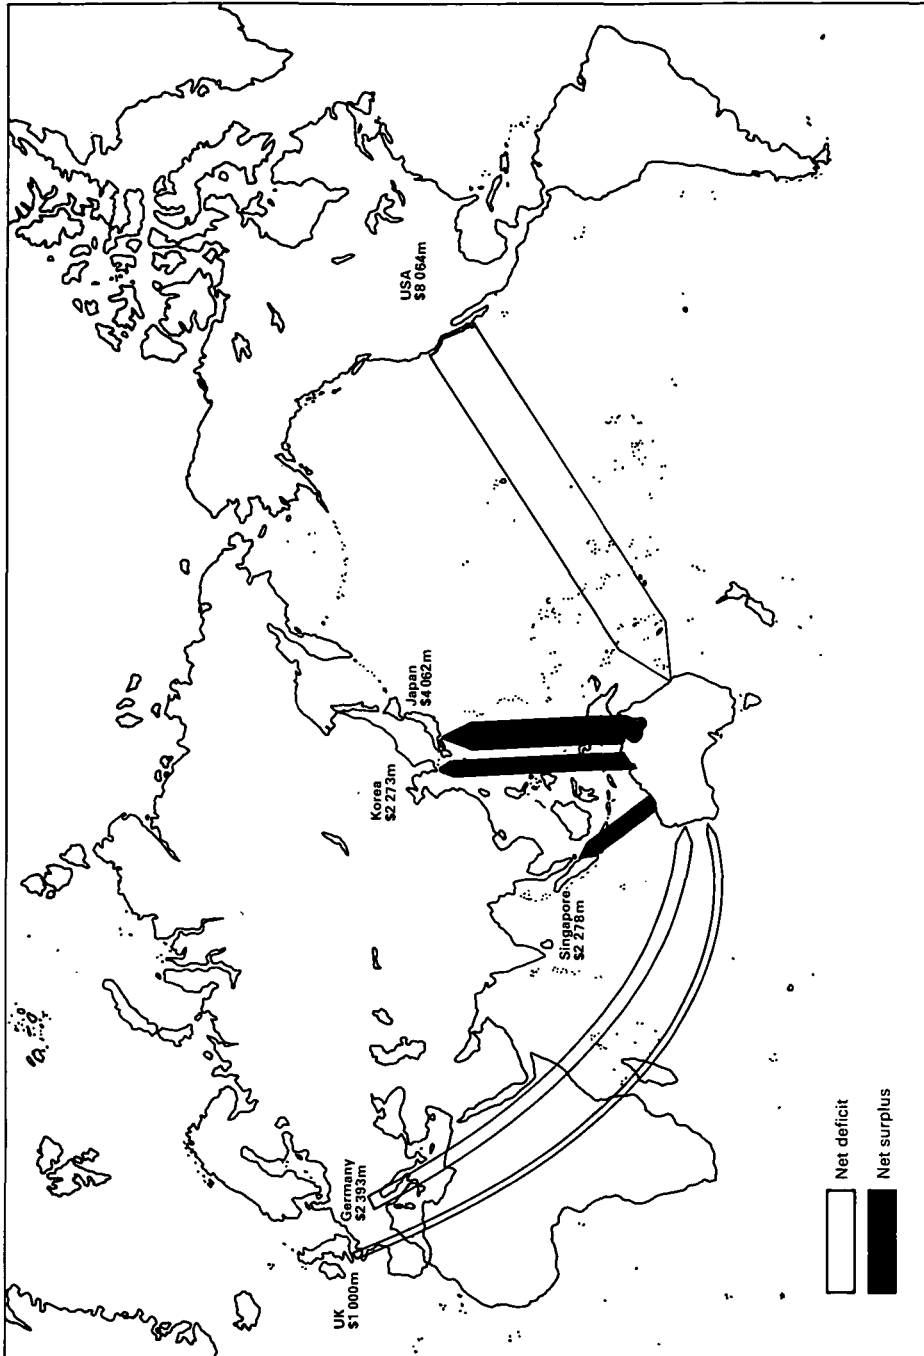 UK
$1 000m
Germany
$2 393m
Singapore
$2 278m
Korea
$2 273m
Japan
$4 062m
USA
$8 064m
Net deficit
Net surplus